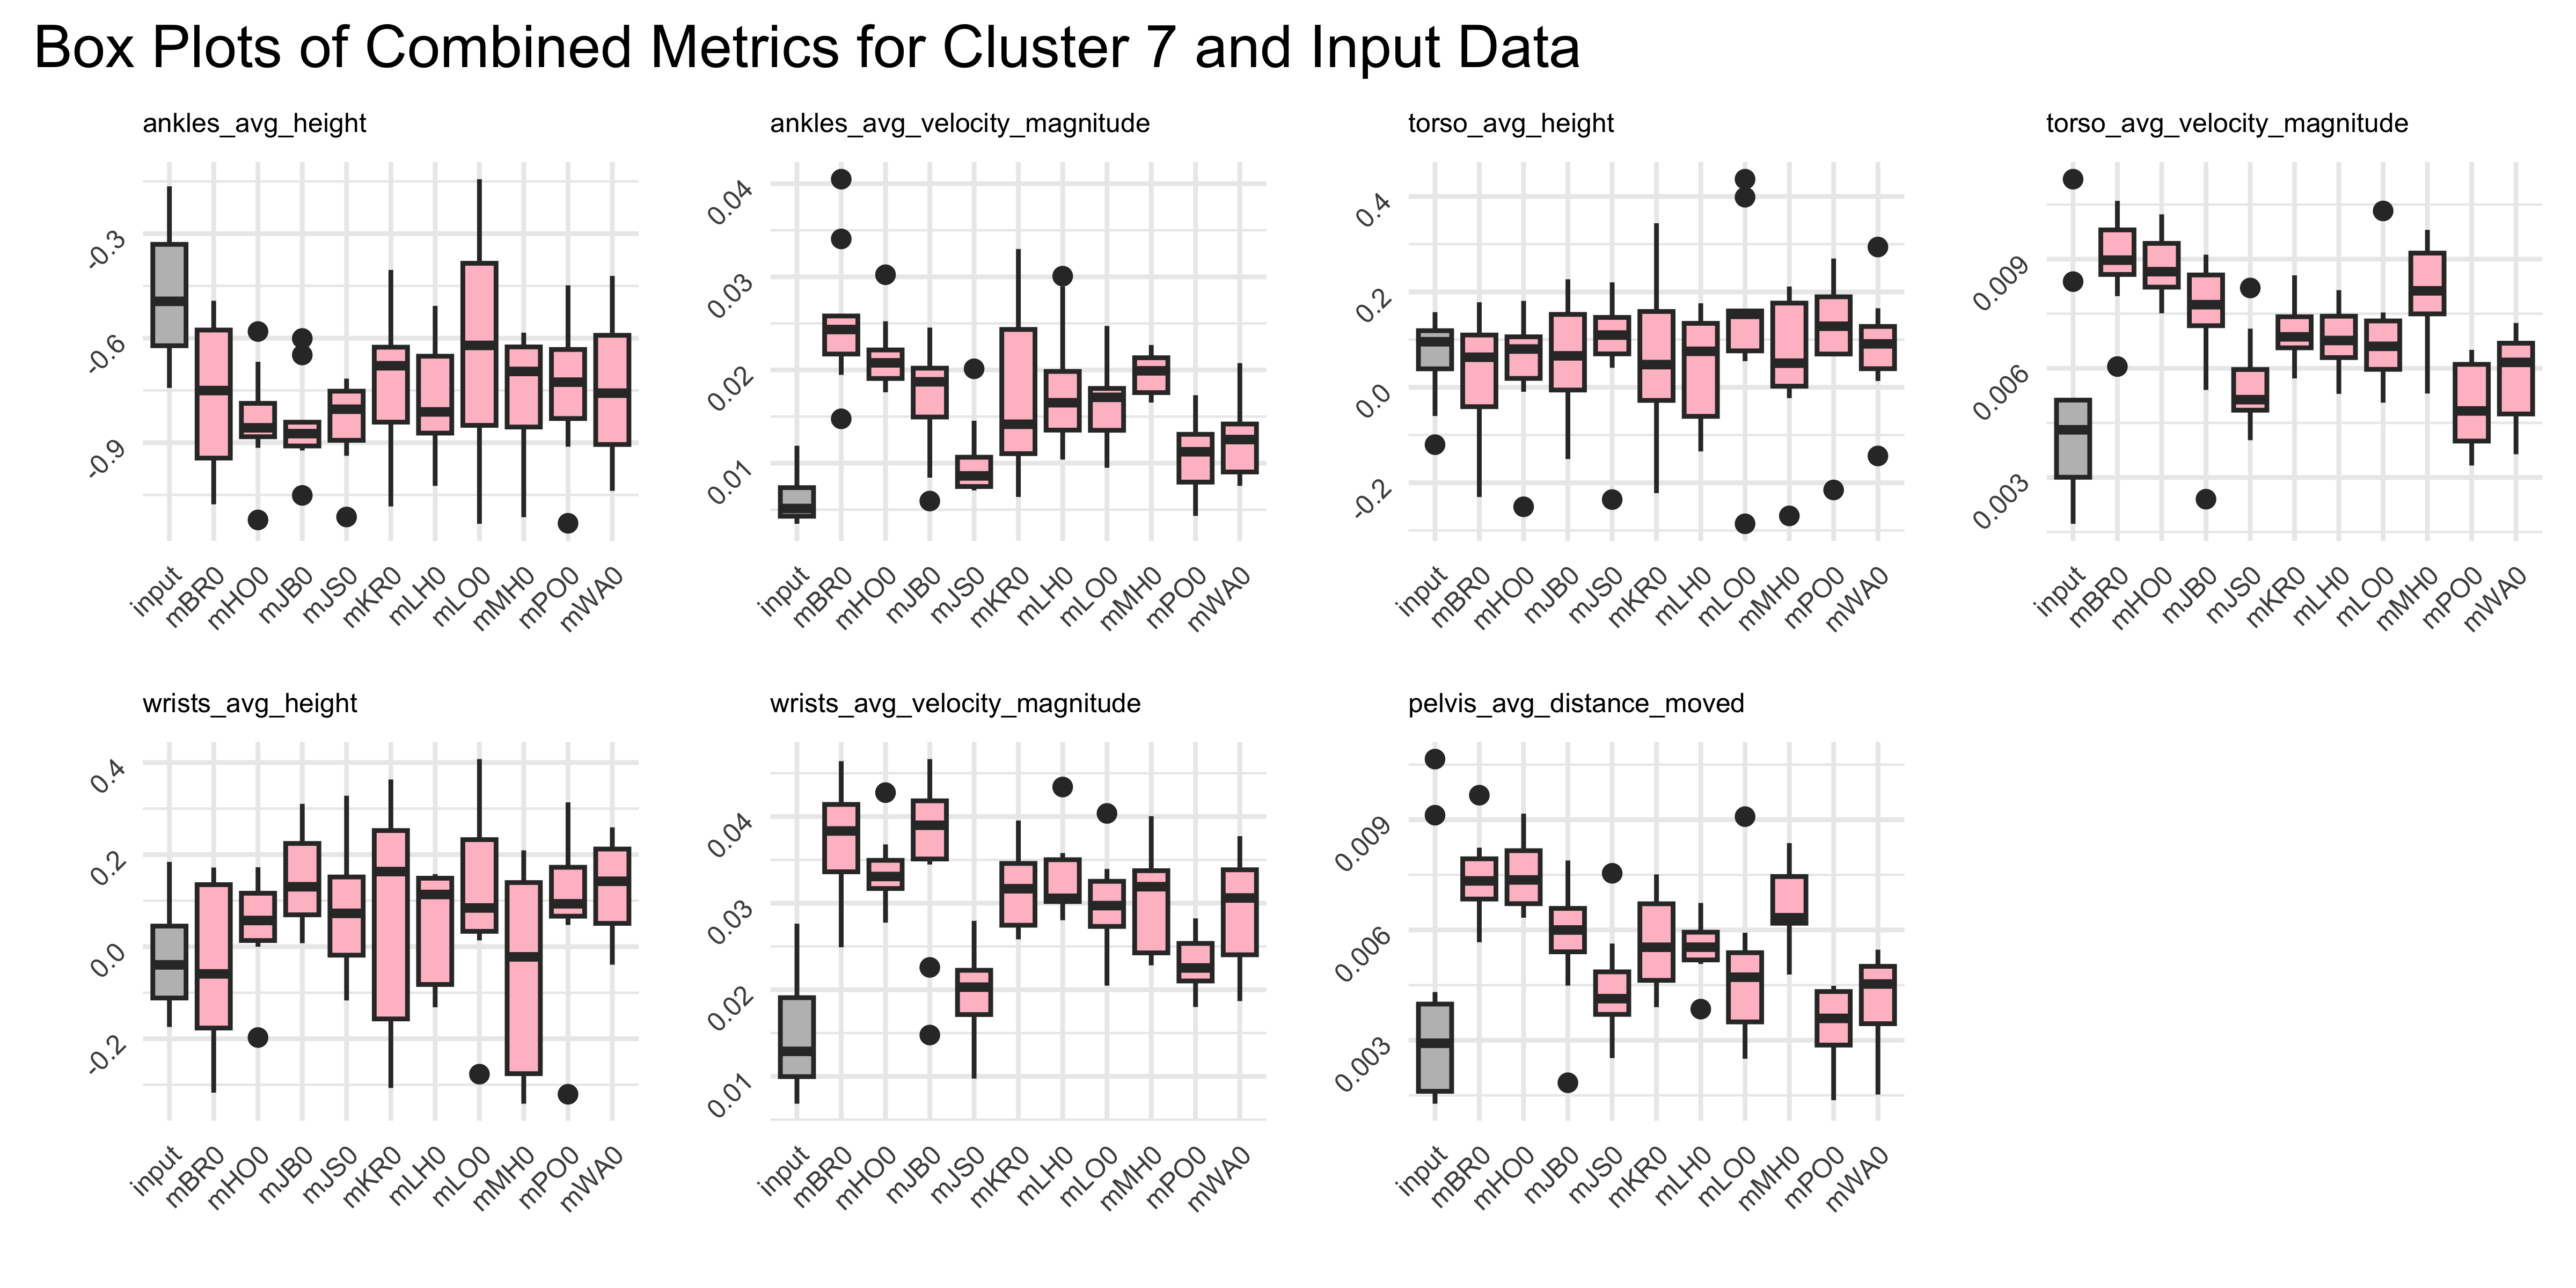 Box Plots of Combined Metrics for Cluster 7 and Input Data
ankles_avg_height
-0.3
-0.6
-0.9
input
mBR0
mHO0
mJB0
mJS0
mKR0
mLH0
mLO0
mMH0
mPO0
mWA0
ankles_avg_velocity_magnitude
0.04
0.03
0.02
0.01
input
mBR0
mHO0
mJB0
mJS0
mKR0
mLH0
mLO0
mMH0
mPO0
mWA0
torso_avg_height
0.4
0.2
0.0
-0.2
input
mBR0
mHO0
mJB0
mJS0
mKR0
mLH0
mLO0
mMH0
mPO0
mWA0
torso_avg_velocity_magnitude
0.009
0.006
0.003
input
mBR0
mHO0
mJB0
mJS0
mKR0
mLH0
mLO0
mMH0
mPO0
mWA0
wrists_avg_height
0.4
0.2
0.0
-0.2
input
mBR0
mHO0
mJB0
mJS0
mKR0
mLH0
mLO0
mMH0
mPO0
mWA0
wrists_avg_velocity_magnitude
0.04
0.03
0.02
0.01
input
mBR0
mHO0
mJB0
mJS0
mKR0
mLH0
mLO0
mMH0
mPO0
mWA0
pelvis_avg_distance_moved
0.009
0.006
0.003
input
mBR0
mHO0
mJB0
mJS0
mKR0
mLH0
mLO0
mMH0
mPO0
mWA0